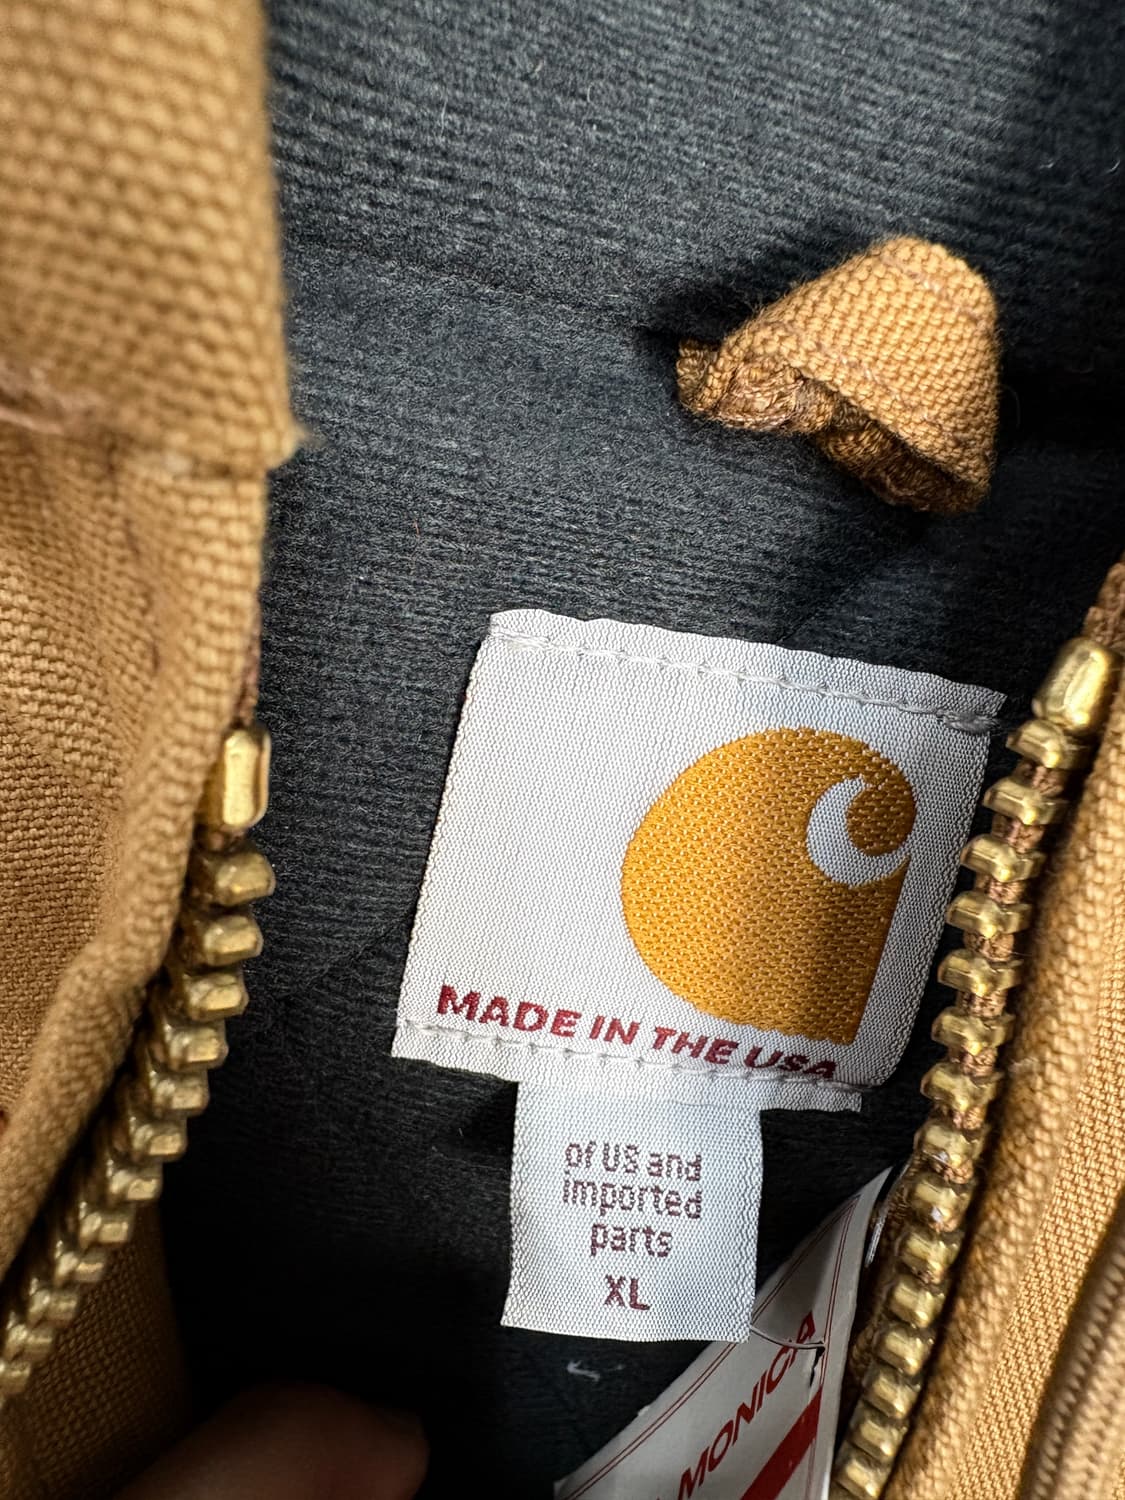 MADE IN THE USA
of US and
imported
parts
XL
MONICA